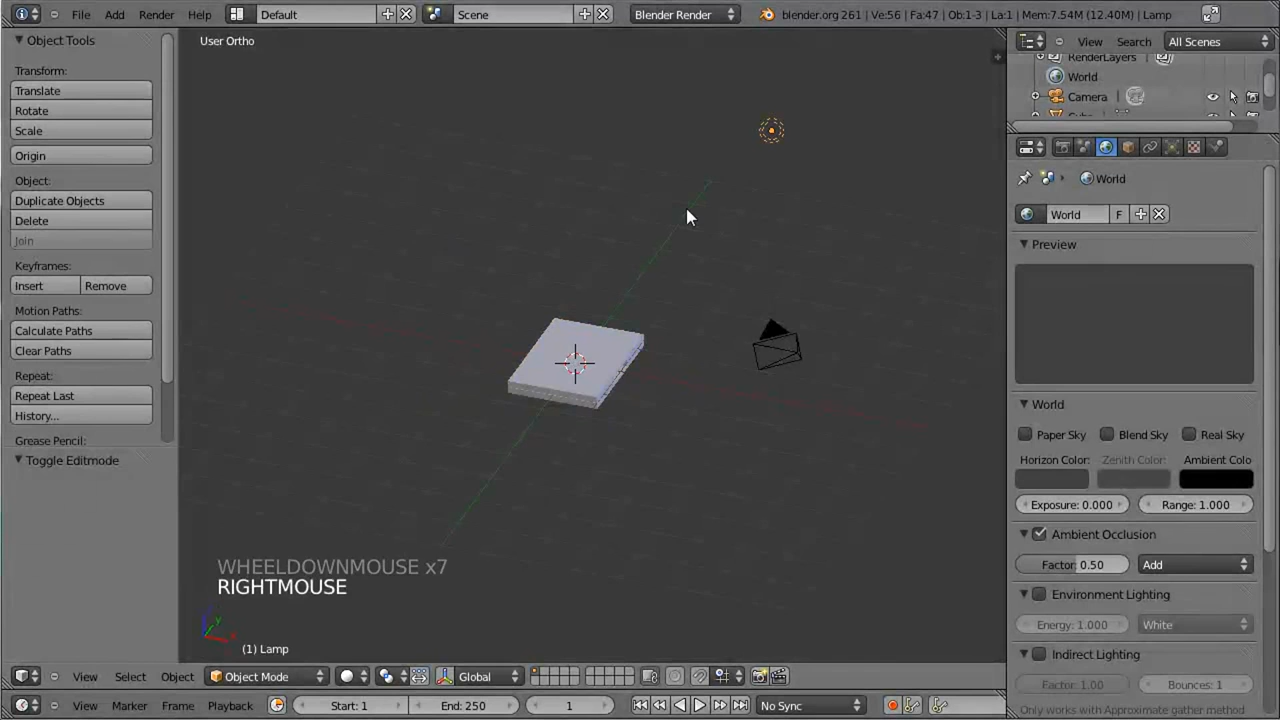 File Add Render Help Default Scene Blender Render blender.org 261 | Ve:56 | Fa:47 | Ob:1-3 | La:1 | Mem:7.54M (12.40M) | Lamp
Object Tools
Transform:
Translate
Rotate
Scale
Origin
Object:
Duplicate Objects
Delete
Join
Keyframes:
Insert Remove
Motion Paths:
Calculate Paths
Clear Paths
Repeat:
Repeat Last
History...
Grease Pencil:
Toggle Editmode
User Ortho
WHEELDOWNMOUSE x7
RIGHTMOUSE
z
y
x
(1) Lamp
View Search All Scenes
RenderLayers
World
Camera
World
World F
Preview
World
Paper Sky Blend Sky Real Sky
Horizon Color: Zenith Color: Ambient Colo
Exposure: 0.000 Range: 1.000
Ambient Occlusion
Factor: 0.50 Add
Environment Lighting
Energy: 1.000 White
Indirect Lighting
Factor: 1.00 Bounces: 1
Only works with Approximate gather method
View Select Object Object Mode Global
View Marker Frame Playback Start: 1 End: 250 1 No Sync